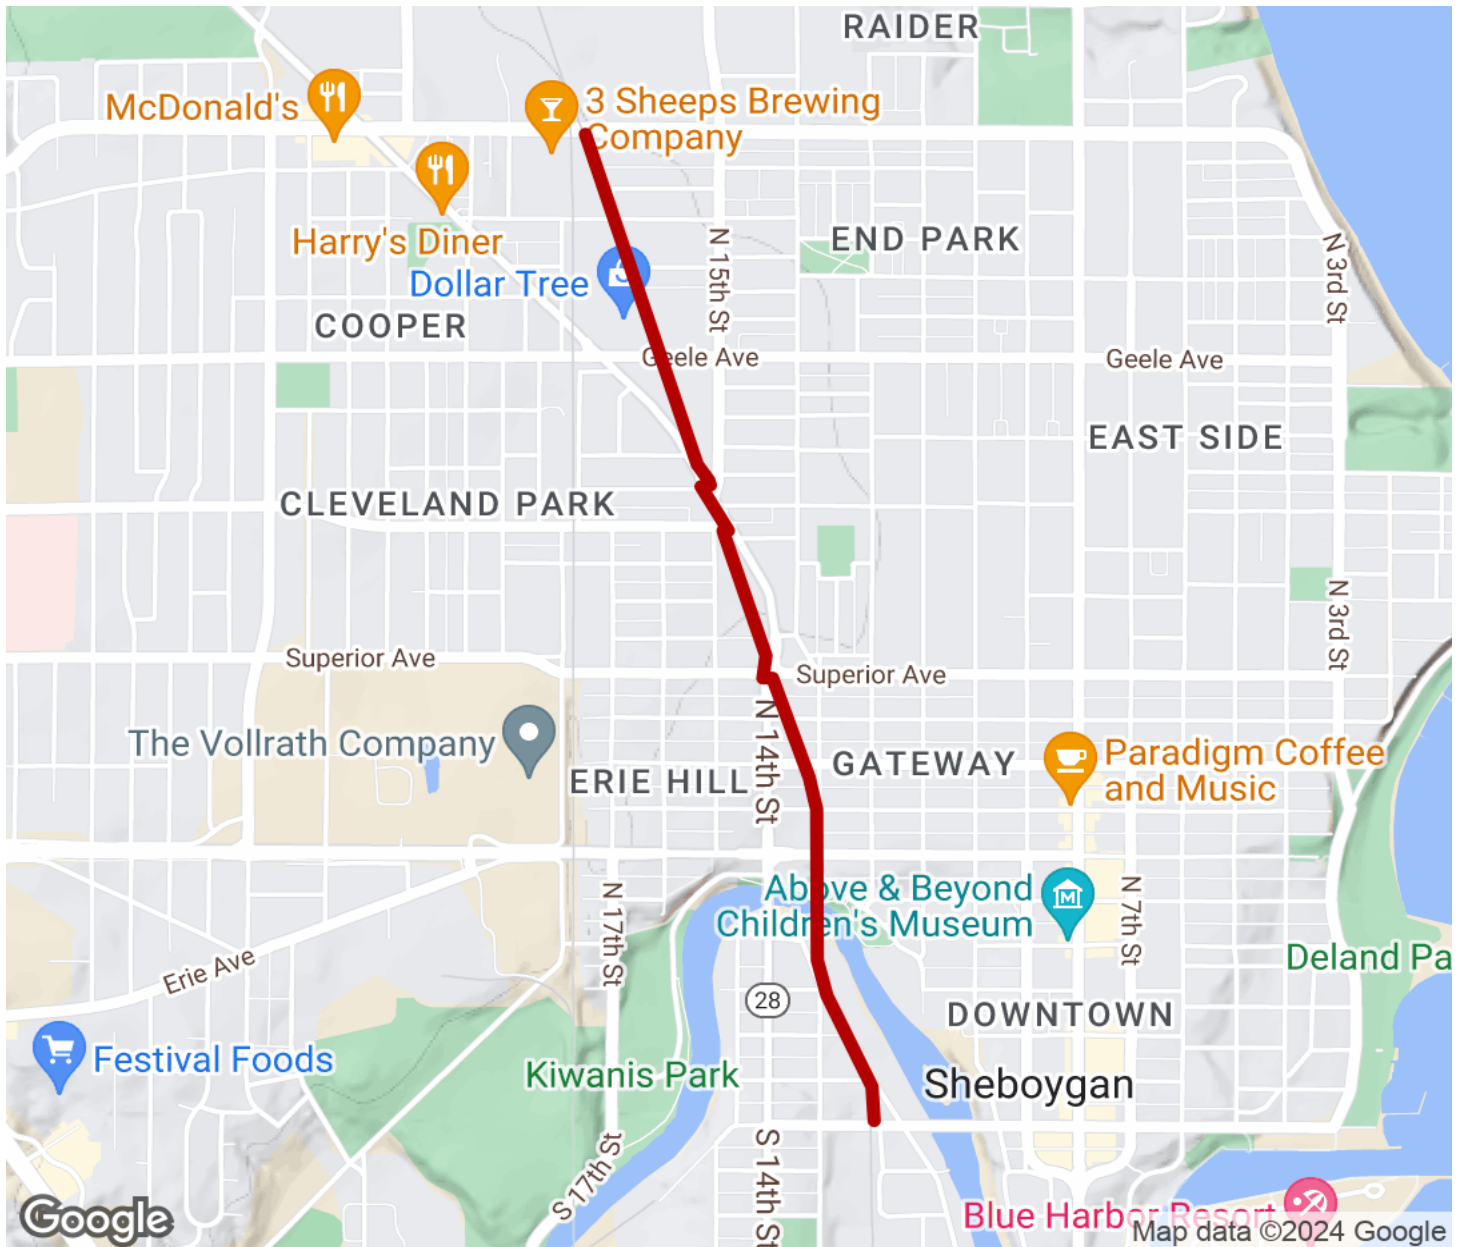 RAIDER
McDonald's
3 Sheeps Brewing
Company
Harry's Diner
Dollar Tree
N 15th St
END PARK
N 3rd St
COOPER
Geele Ave
Geele Ave
EAST SIDE
CLEVELAND PARK
N 3rd St
Superior Ave
Superior Ave
The Vollrath Company
ERIE HILL
N 14th St
GATEWAY
Paradigm Coffee
and Music
Above & Beyond
Children's Museum
N 17th St
N 7th St
Erie Ave
Deland Pa
28
DOWNTOWN
Festival Foods
Kiwanis Park
Sheboygan
S 17th St
S 14th St
Blue Harbor Resort
Google
Map data ©2024 Google